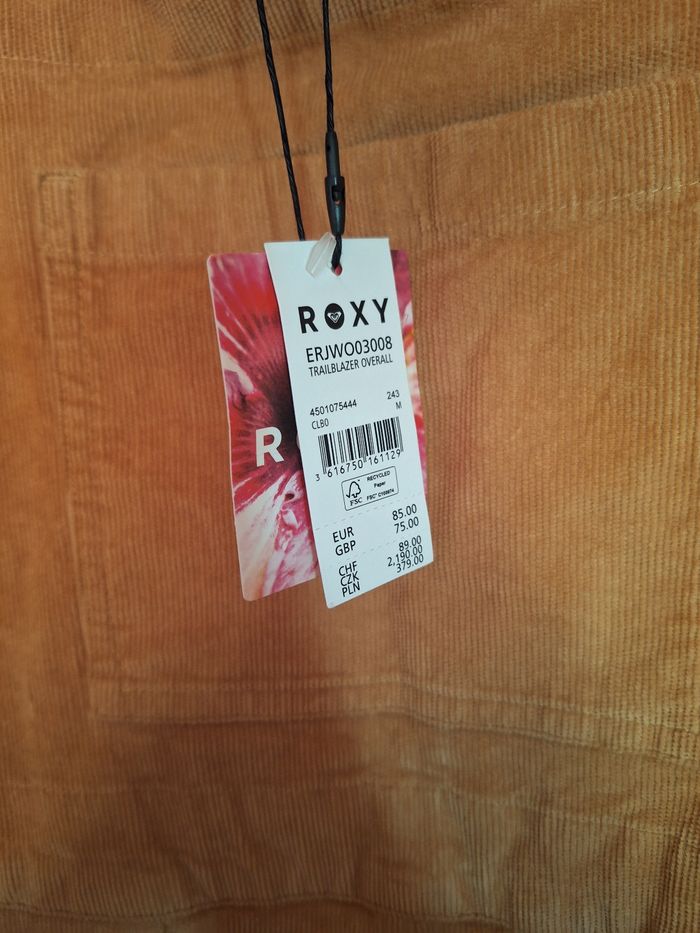 ROXY
ERJWO03008
TRAILBLAZER OVERALL
4501075444 243
CLB0 M
3 616750 161129
RECYCLED
Paper
FSC
EUR 85.00
GBP 75.00
CHF 89.00
CZK 2,190.00
PLN 379.00
R